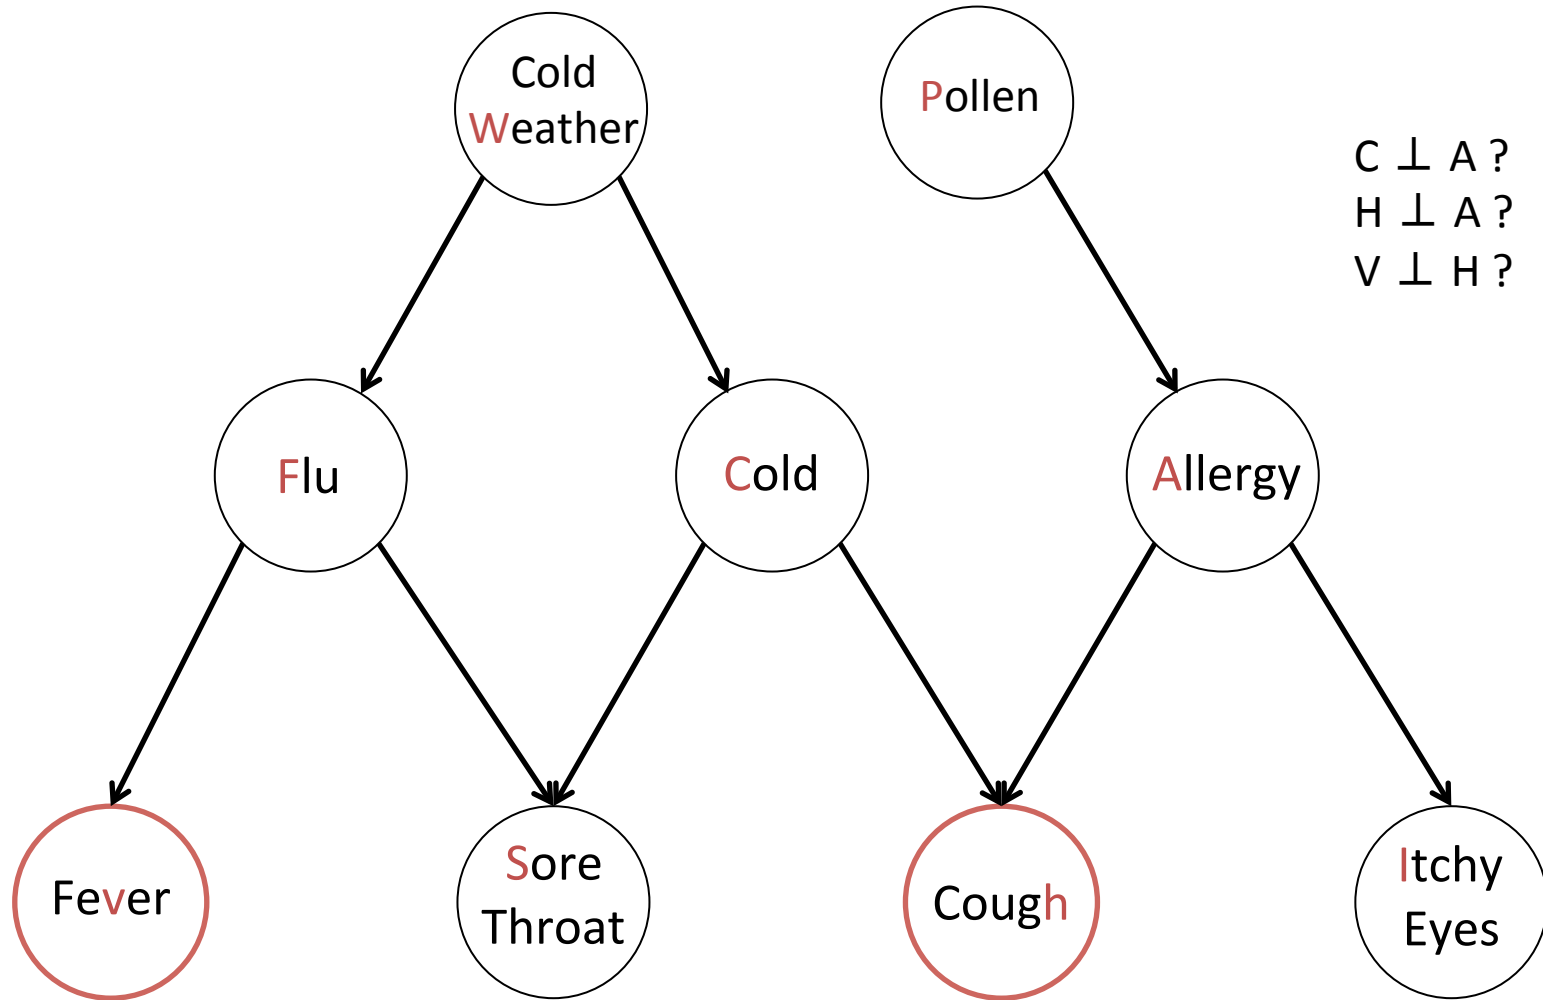 Cold
Weather
Pollen
C ⊥ A ?
H ⊥ A ?
V ⊥ H ?
Flu
Cold
Allergy
Fever
Sore
Throat
Cough
Itchy
Eyes